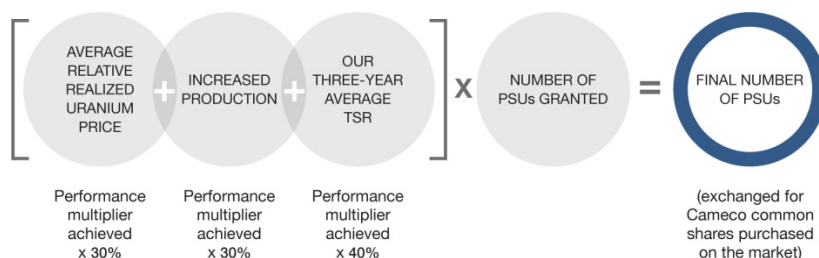 AVERAGE
RELATIVE
REALIZED
URANIUM
PRICE
+
INCREASED
PRODUCTION
+
OUR
THREE-YEAR
AVERAGE
TSR
X
NUMBER OF
PSUs GRANTED
=
FINAL NUMBER
OF PSUs
Performance
multiplier
achieved
x 30%
Performance
multiplier
achieved
x 30%
Performance
multiplier
achieved
x 40%
(exchanged for
Cameco common
shares purchased
on the market)